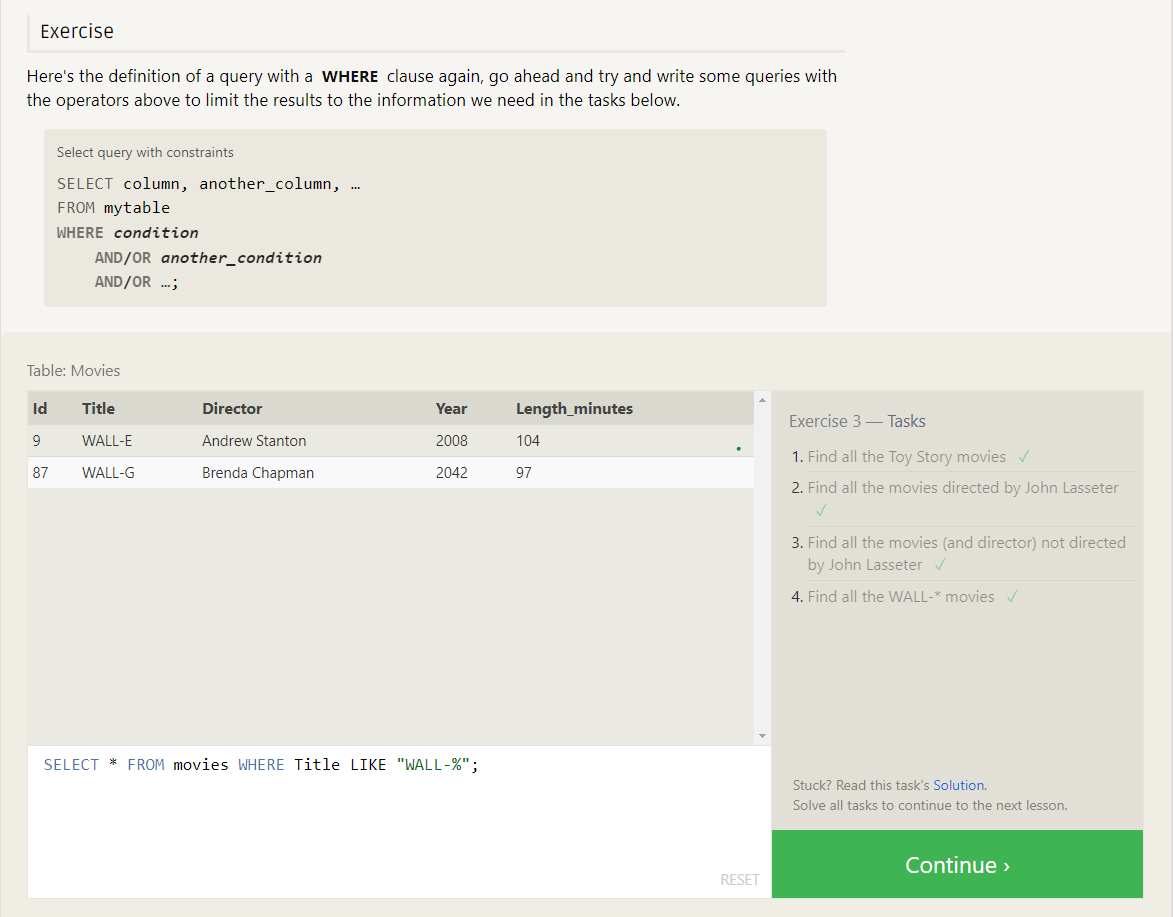 Exercise
Here's the definition of a query with a WHERE clause again, go ahead and try and write some queries with
the operators above to limit the results to the information we need in the tasks below.
Select query with constraints
SELECT column, another_column, …
FROM mytable
WHERE condition
AND/OR another_condition
AND/OR …;
Table: Movies
Id Title Director Year Length_minutes
9 WALL-E Andrew Stanton 2008 104
87 WALL-G Brenda Chapman 2042 97
SELECT * FROM movies WHERE Title LIKE "WALL-%";
RESET
Exercise 3 — Tasks
1. Find all the Toy Story movies ✓
2. Find all the movies directed by John Lasseter
✓
3. Find all the movies (and director) not directed
by John Lasseter ✓
4. Find all the WALL-* movies ✓
Stuck? Read this task's Solution.
Solve all tasks to continue to the next lesson.
Continue ›